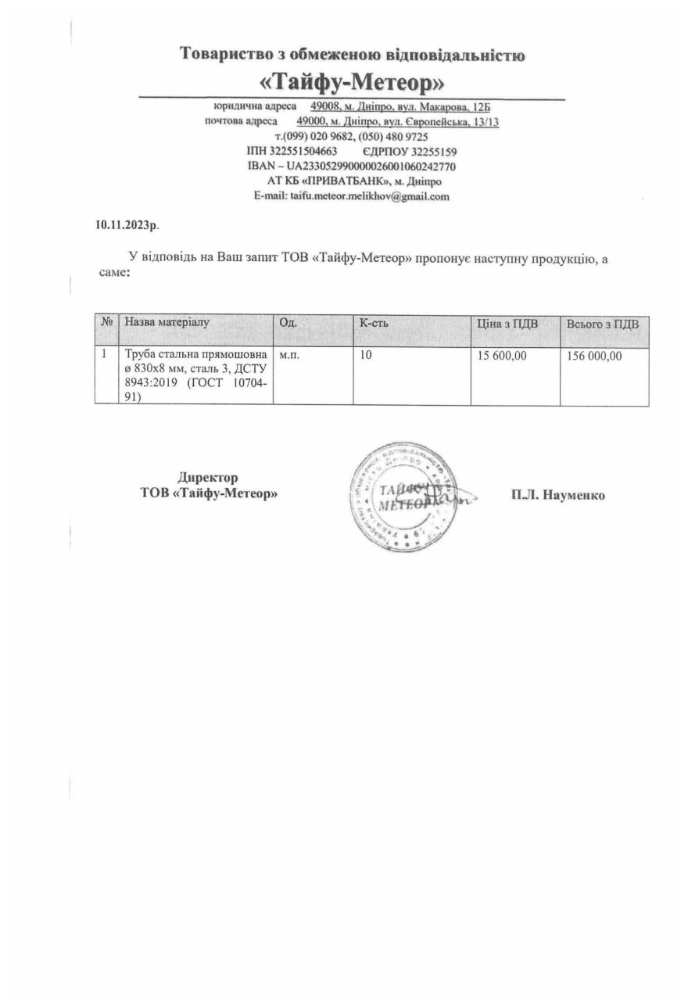 Товариство з обмеженою відповідальністю
«Тайфу-Метеор»
юридична адреса 49008, м. Дніпро, вул. Макарова, 12Б
почтова адреса 49000, м. Дніпро, вул. Європейська, 13/13
т.(099) 020 9682, (050) 480 9725
ІПН 322551504663 ЄДРПОУ 32255159
IBAN – UA233052990000026001060242770
АТ КБ «ПРИВАТБАНК», м. Дніпро
E-mail: taifu.meteor.melikhov@gmail.com
10.11.2023р.
У відповідь на Ваш запит ТОВ «Тайфу-Метеор» пропонує наступну продукцію, а
саме:
№ Назва матеріалу Од. К-сть Ціна з ПДВ Всього з ПДВ
1 Труба стальна прямошовна м.п. 10 15 600,00 156 000,00
ø 830х8 мм, сталь 3, ДСТУ
8943:2019 (ГОСТ 10704-
91)
Директор
ТОВ «Тайфу-Метеор»
П.Л. Науменко
ТАЙФУ
МЕТЕОР